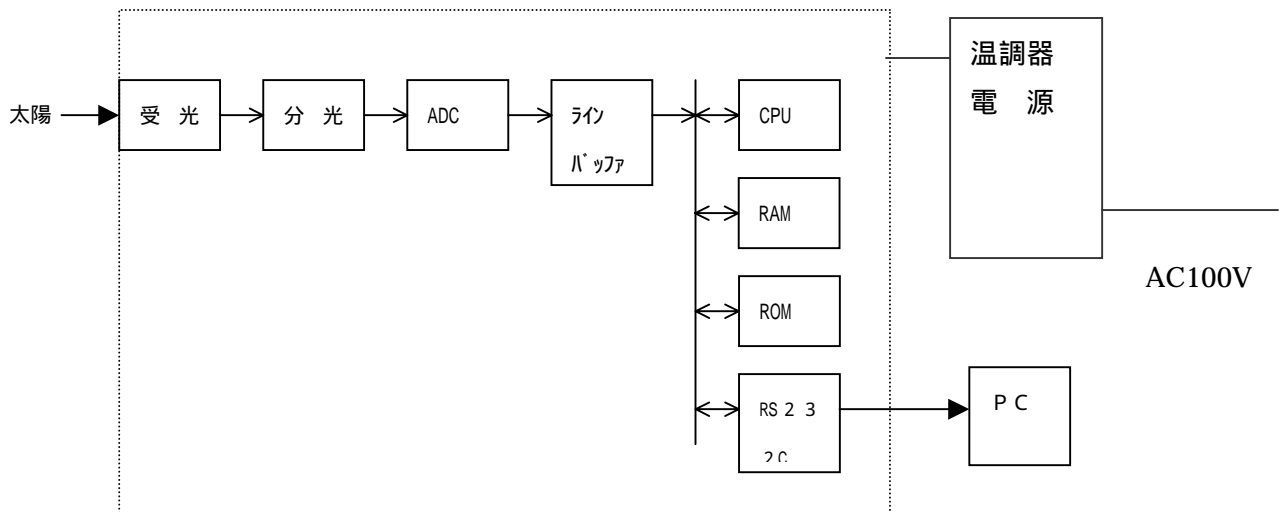 太陽
受 光
分 光
ADC
ﾗｲﾝ
ﾊﾞｯﾌｧ
CPU
RAM
ROM
RS２３
２C
ＰＣ
温調器
電 源
AC100V